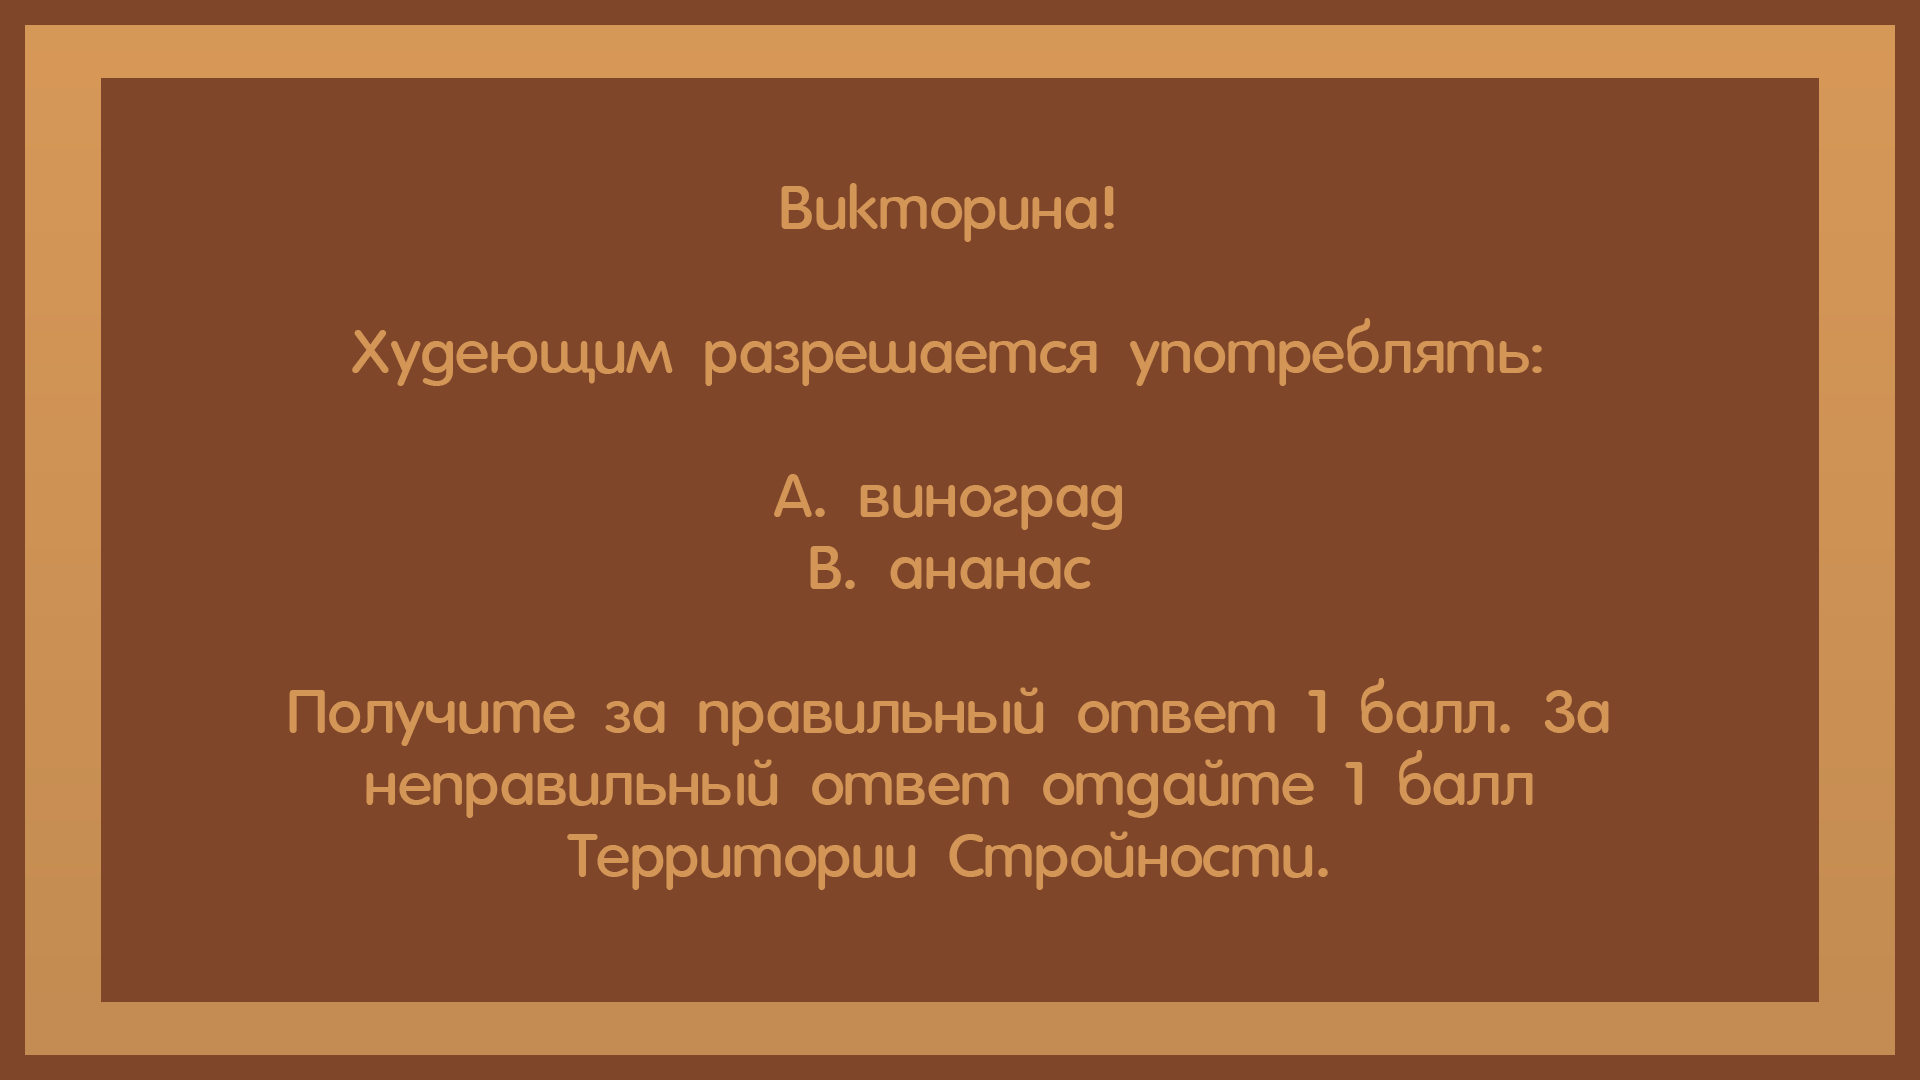 Викторина!
Худеющим разрешается употреблять:
А. виноград
В. ананас
Получите за правильный ответ 1 балл. За
неправильный ответ отдайте 1 балл
Территории Стройности.